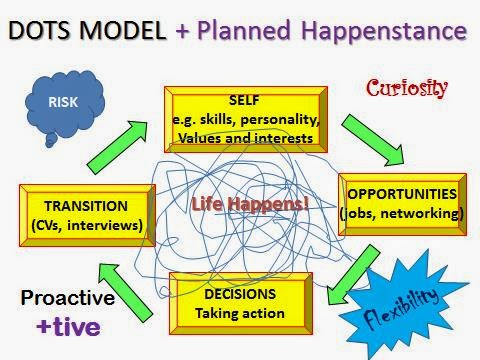 DOTS MODEL + Planned Happenstance
RISK
SELF
e.g. skills, personality,
Values and interests
Curiosity
TRANSITION
(CVs, interviews)
Life Happens!
OPPORTUNITIES
(jobs, networking)
Proactive
+tive
DECISIONS
Taking action
Flexibility